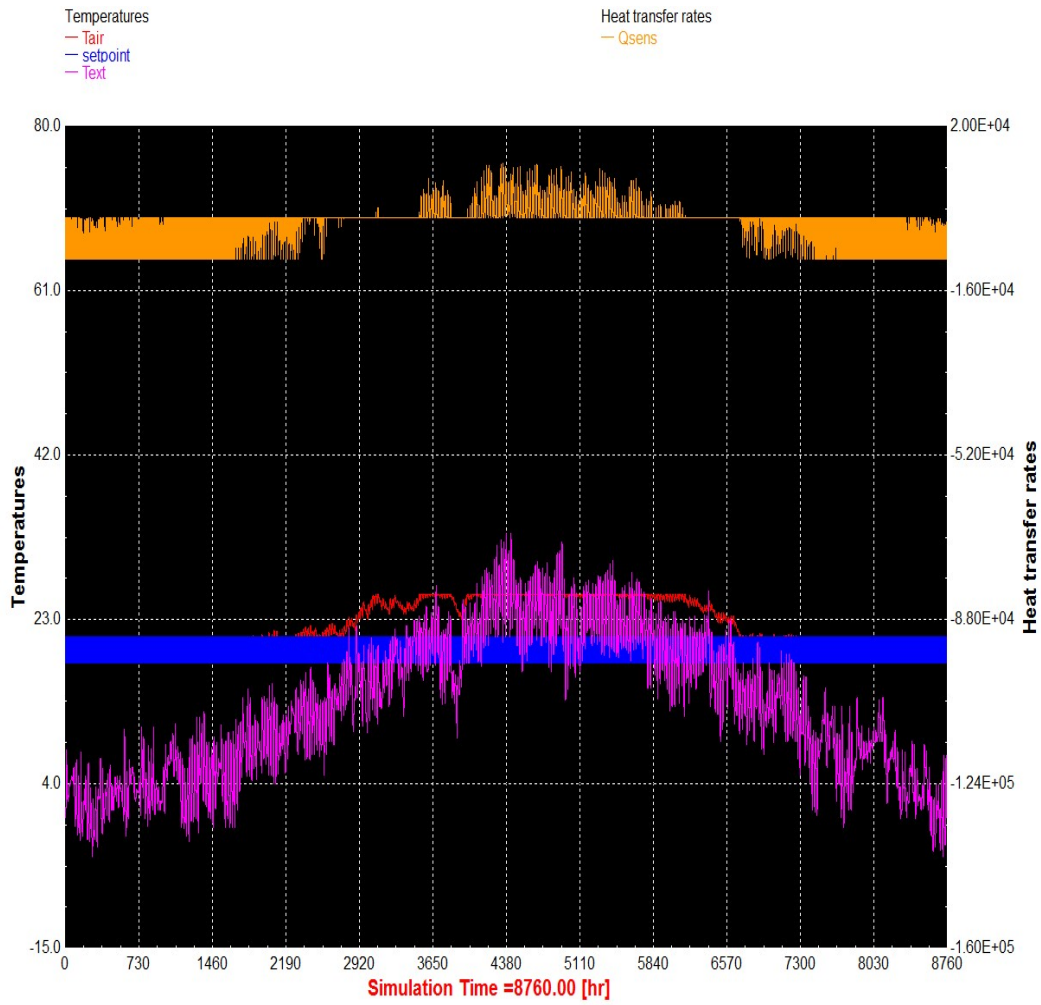 Temperatures
Tair
setpoint
Text
Heat transfer rates
Qsens
80.0
61.0
42.0
23.0
4.0
-15.0
Temperatures
2.00E+04
-1.60E+04
-5.20E+04
-8.80E+04
-1.24E+05
-1.60E+05
Heat transfer rates
0 730 1460 2190 2920 3650 4380 5110 5840 6570 7300 8030 8760
Simulation Time =8760.00 [hr]